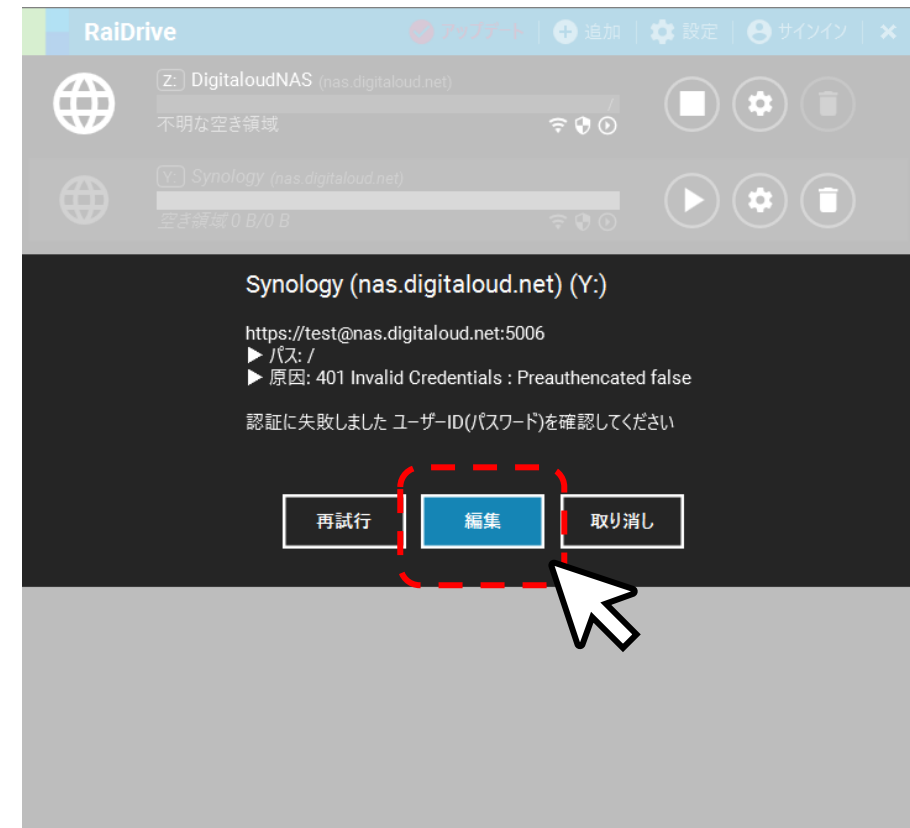 RaiDrive アップデート 追加 設定 サインイン
Z: DigitaloudNAS (nas.digitaloud.net)
/
不明な空き領域
Y: Synology (nas.digitaloud.net)
空き領域 0 B/0 B
Synology (nas.digitaloud.net) (Y:)
https://test@nas.digitaloud.net:5006
▶ パス: /
▶ 原因: 401 Invalid Credentials : Preauthencated false
認証に失敗しました ユーザーID(パスワード)を確認してください
再試行 編集 取り消し